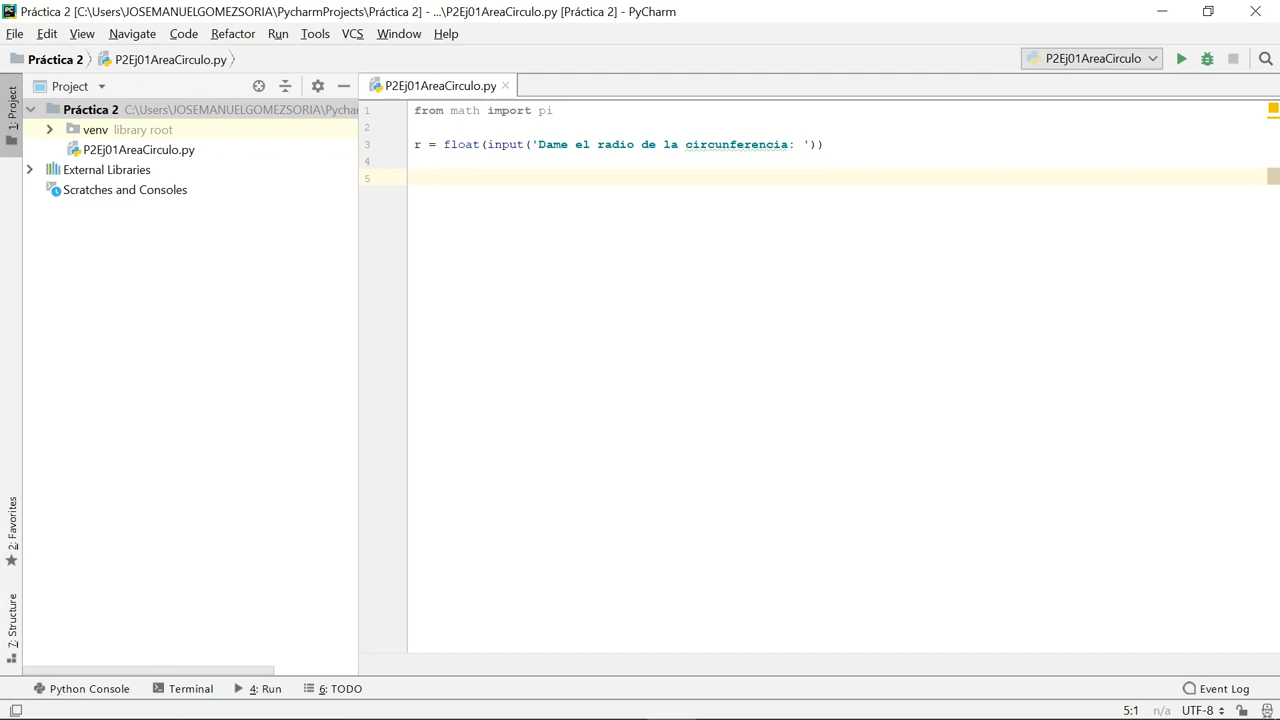 PC Práctica 2 [C:\Users\JOSEMANUELGOMEZSORIA\PycharmProjects\Práctica 2] - ...\P2Ej01AreaCirculo.py [Práctica 2] - PyCharm
File Edit View Navigate Code Refactor Run Tools VCS Window Help
Práctica 2 P2Ej01AreaCirculo.py P2Ej01AreaCirculo
1: Project
Project
P2Ej01AreaCirculo.py
Práctica 2 C:\Users\JOSEMANUELGOMEZSORIA\Pycha
venv library root
P2Ej01AreaCirculo.py
External Libraries
Scratches and Consoles
1 from math import pi
2
3 r = float(input('Dame el radio de la circunferencia: '))
4
5
2: Favorites
7: Structure
Python Console Terminal 4: Run 6: TODO Event Log
5:1 n/a UTF-8